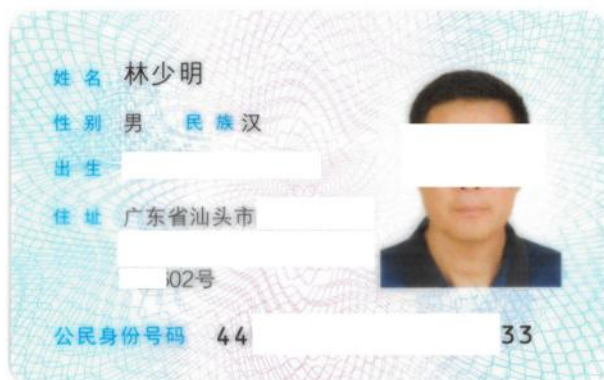 姓名 林少明
性别 男 民族 汉
出生
住址 广东省汕头市
602号
公民身份号码 44 33